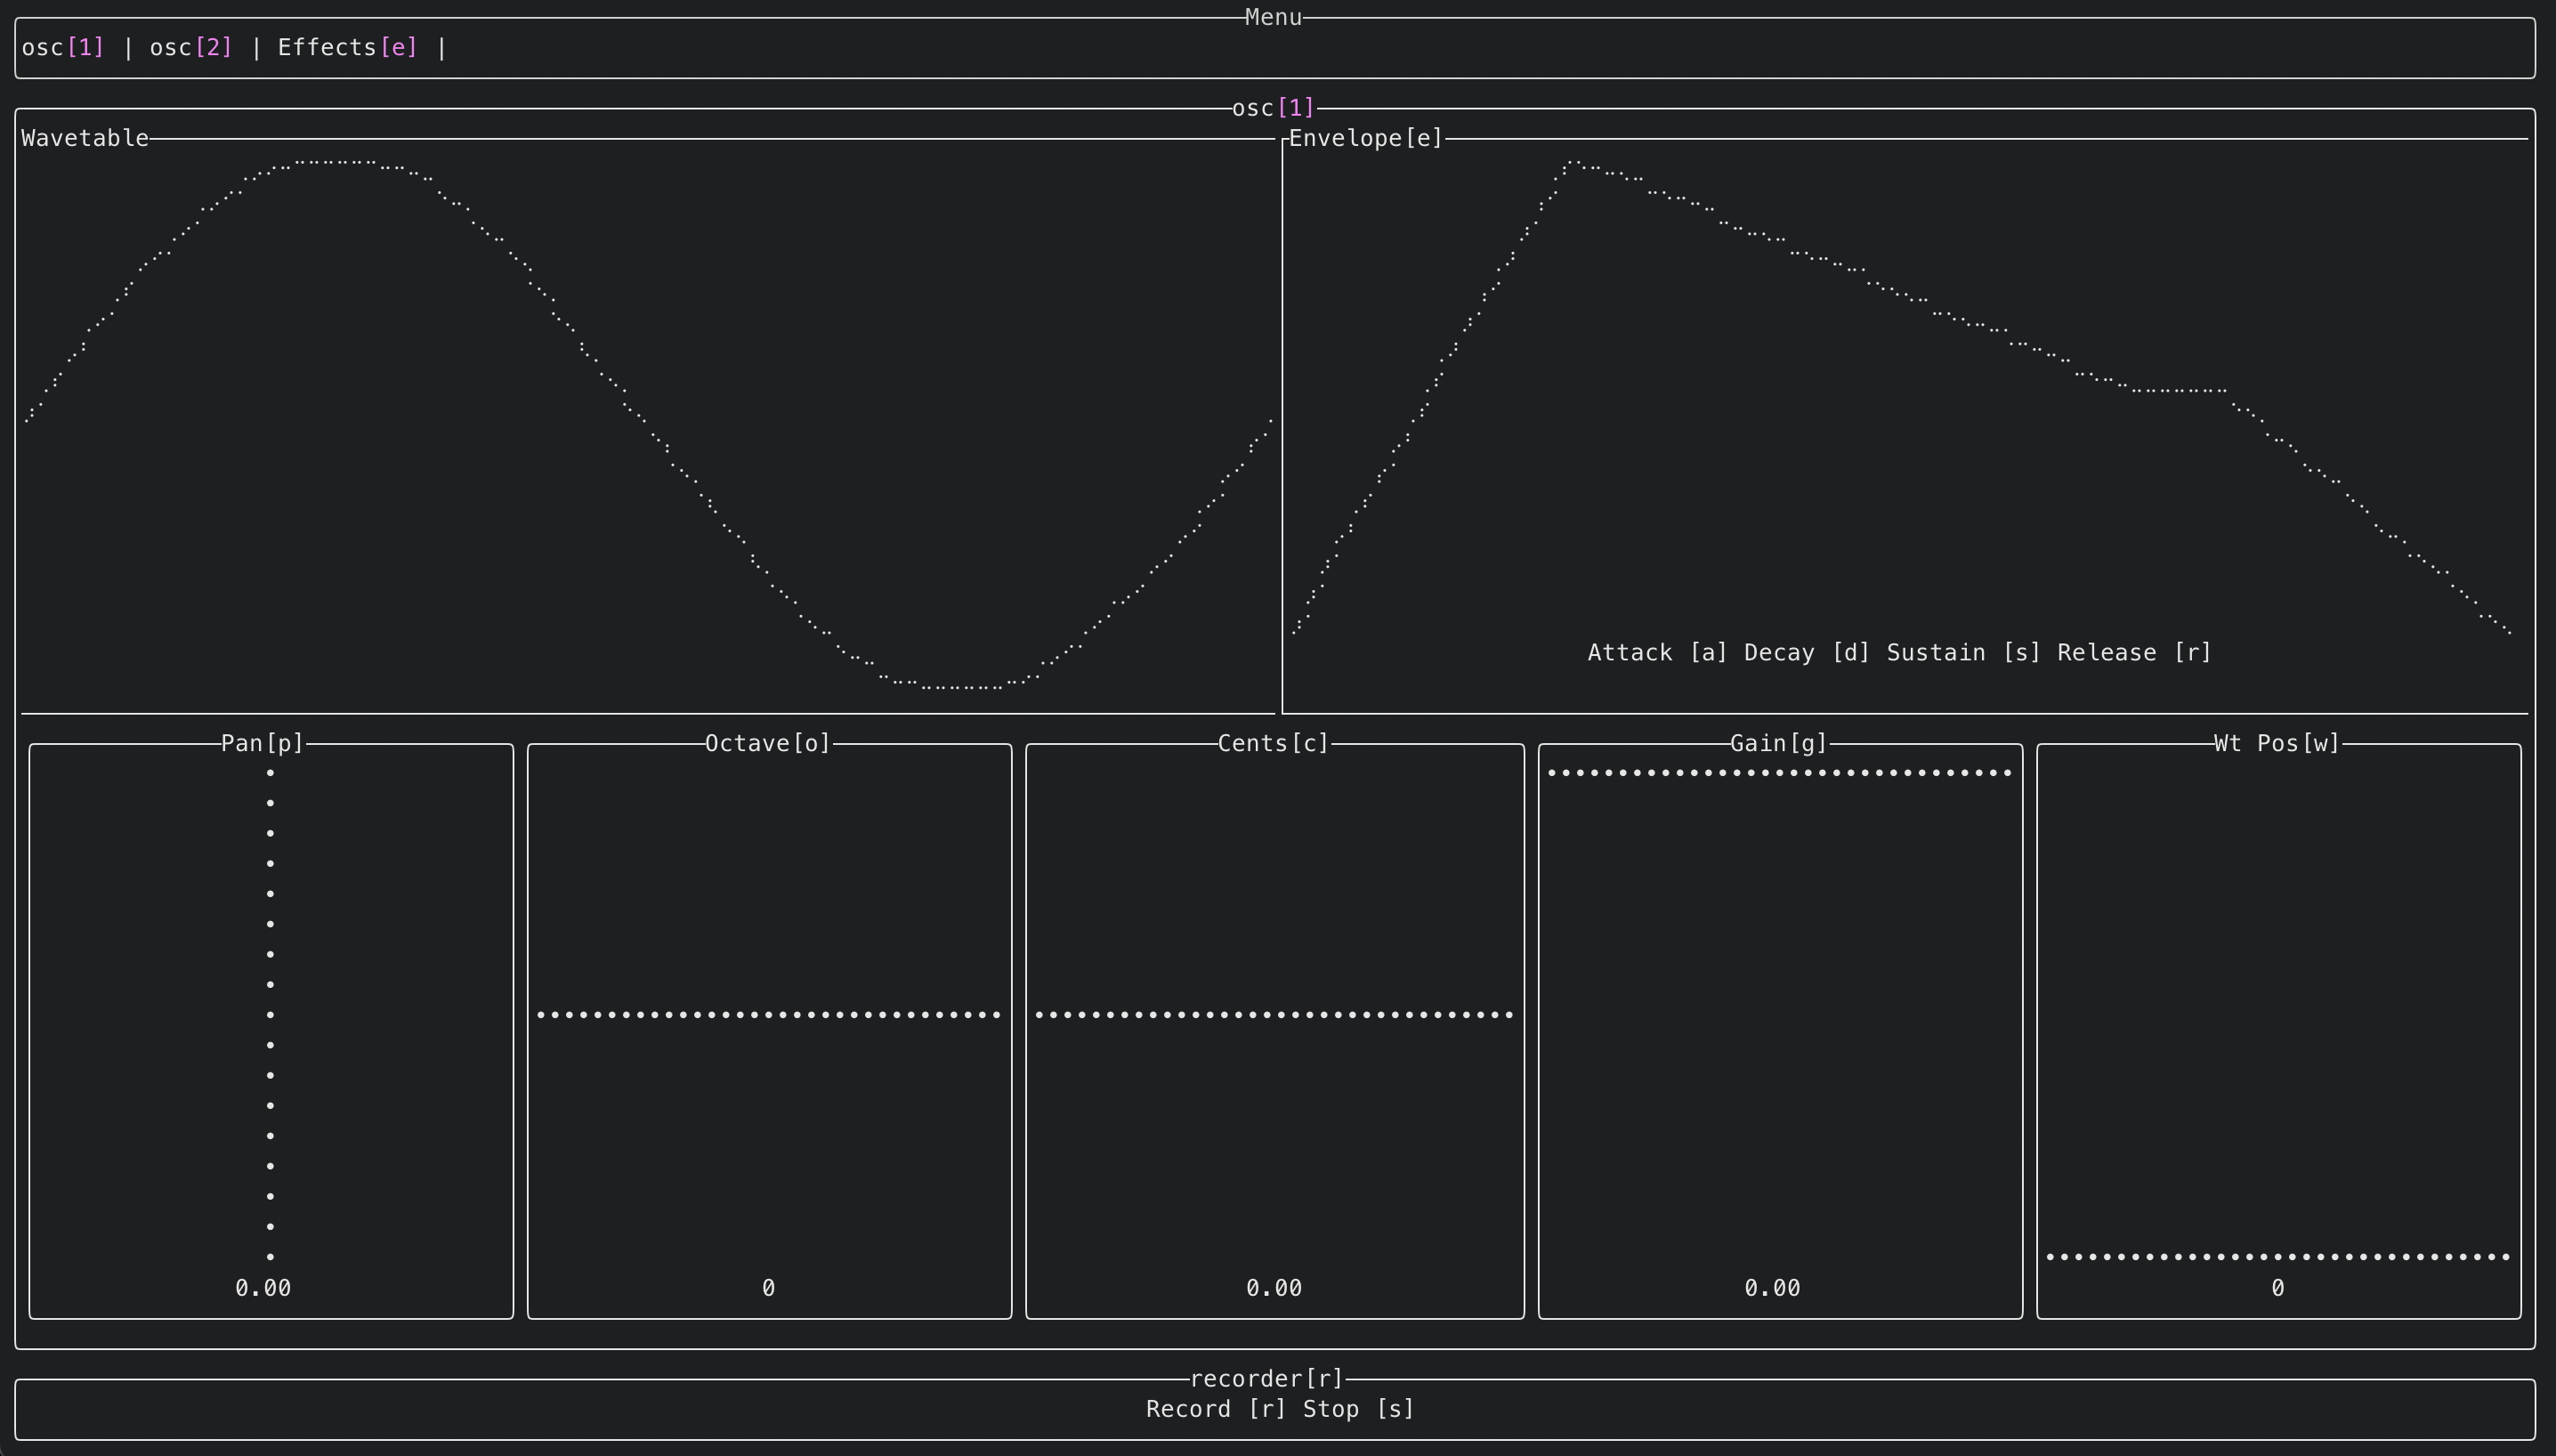 Menu
osc[1] | osc[2] | Effects[e] |
osc[1]
Wavetable
Envelope[e]
Attack [a] Decay [d] Sustain [s] Release [r]
Pan[p] Octave[o] Cents[c] Gain[g] Wt Pos[w]
0.00 0 0.00 0.00 0
recorder[r]
Record [r] Stop [s]